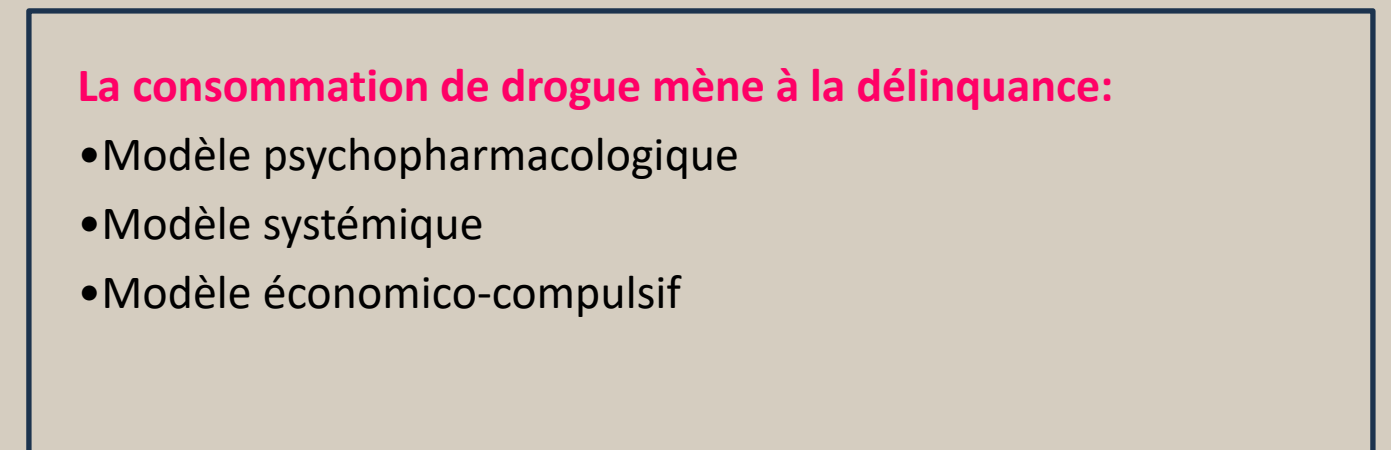 La consommation de drogue mène à la délinquance:
•Modèle psychopharmacologique
•Modèle systémique
•Modèle économico-compulsif